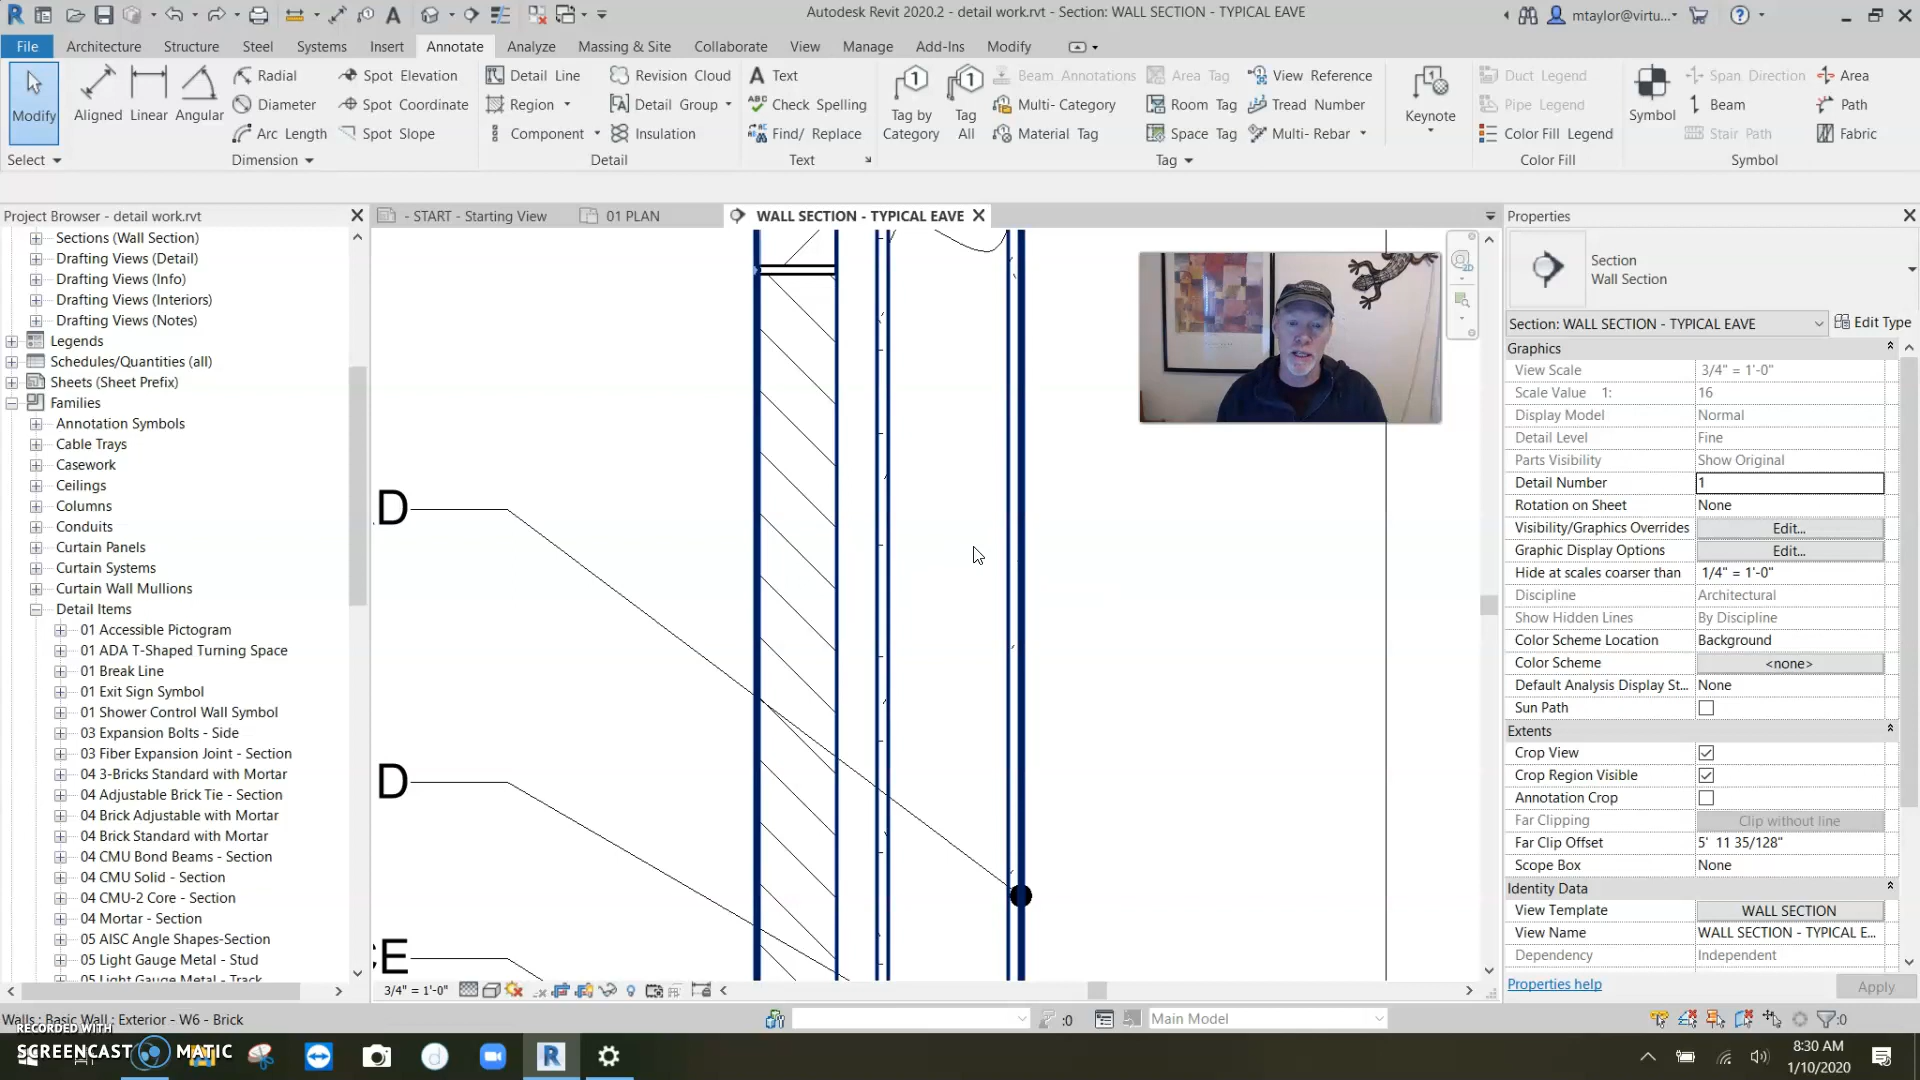 Autodesk Revit 2020.2 - detail work.rvt - Section: WALL SECTION - TYPICAL EAVE
mtaylor@virtu...
File Architecture Structure Steel Systems Insert Annotate Analyze Massing & Site Collaborate View Manage Add-Ins Modify
Modify
Aligned
Linear
Angular
Radial
Diameter
Arc Length
Spot Elevation
Spot Coordinate
Spot Slope
Detail Line
Region
Component
Revision Cloud
Detail Group
Insulation
Text
Check Spelling
Find/ Replace
Tag by
Category
Tag
All
Beam Annotations
Multi- Category
Material Tag
Area Tag
Room Tag
Space Tag
View Reference
Tread Number
Multi- Rebar
Keynote
Duct Legend
Pipe Legend
Color Fill Legend
Symbol
Span Direction
Beam
Stair Path
Area
Path
Fabric
Select Dimension Detail Text Tag Color Fill Symbol
Project Browser - detail work.rvt
Sections (Wall Section)
Drafting Views (Detail)
Drafting Views (Info)
Drafting Views (Interiors)
Drafting Views (Notes)
Legends
Schedules/Quantities (all)
Sheets (Sheet Prefix)
Families
Annotation Symbols
Cable Trays
Casework
Ceilings
Columns
Conduits
Curtain Panels
Curtain Systems
Curtain Wall Mullions
Detail Items
01 Accessible Pictogram
01 ADA T-Shaped Turning Space
01 Break Line
01 Exit Sign Symbol
01 Shower Control Wall Symbol
03 Expansion Bolts - Side
03 Fiber Expansion Joint - Section
04 3-Bricks Standard with Mortar
04 Adjustable Brick Tie - Section
04 Brick Adjustable with Mortar
04 Brick Standard with Mortar
04 CMU Bond Beams - Section
04 CMU Solid - Section
04 CMU-2 Core - Section
04 Mortar - Section
05 AISC Angle Shapes-Section
05 Light Gauge Metal - Stud
05 Light Gauge Metal - Track
- START - Starting View
01 PLAN
WALL SECTION - TYPICAL EAVE
D
D
E
2D
3/4" = 1'-0"
Properties
Section
Wall Section
Section: WALL SECTION - TYPICAL EAVE Edit Type
Graphics
View Scale 3/4" = 1'-0"
Scale Value 1: 16
Display Model Normal
Detail Level Fine
Parts Visibility Show Original
Detail Number 1
Rotation on Sheet None
Visibility/Graphics Overrides Edit...
Graphic Display Options Edit...
Hide at scales coarser than 1/4" = 1'-0"
Discipline Architectural
Show Hidden Lines By Discipline
Color Scheme Location Background
Color Scheme <none>
Default Analysis Display St... None
Sun Path
Extents
Crop View
Crop Region Visible
Annotation Crop
Far Clipping Clip without line
Far Clip Offset 5' 11 35/128"
Scope Box None
Identity Data
View Template WALL SECTION
View Name WALL SECTION - TYPICAL E...
Dependency Independent
Properties help
Apply
Walls : Basic Wall : Exterior - W6 - Brick
:0
Main Model
:0
RECORDED WITH
SCREENCAST MATIC
8:30 AM
1/10/2020